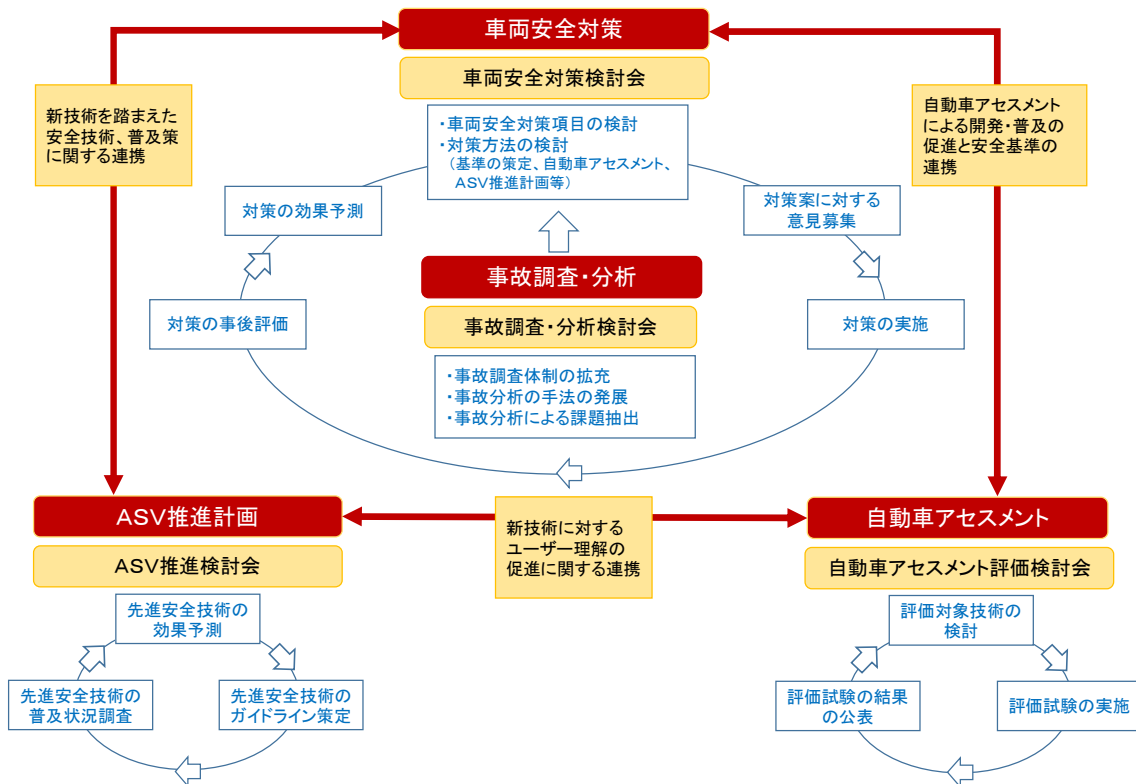 車両安全対策
車両安全対策検討会
・車両安全対策項目の検討
・対策方法の検討
（基準の策定、自動車アセスメント、
ASV推進計画等）
新技術を踏まえた
安全技術、普及策
に関する連携
自動車アセスメント
による開発・普及の
促進と安全基準の
連携
対策の効果予測
対策案に対する
意見募集
事故調査・分析
事故調査・分析検討会
・事故調査体制の拡充
・事故分析の手法の発展
・事故分析による課題抽出
対策の事後評価
対策の実施
ASV推進計画
ASV推進検討会
新技術に対する
ユーザー理解の
促進に関する連携
自動車アセスメント
自動車アセスメント評価検討会
先進安全技術の
効果予測
先進安全技術の
普及状況調査
先進安全技術の
ガイドライン策定
評価対象技術の
検討
評価試験の結果
の公表
評価試験の実施